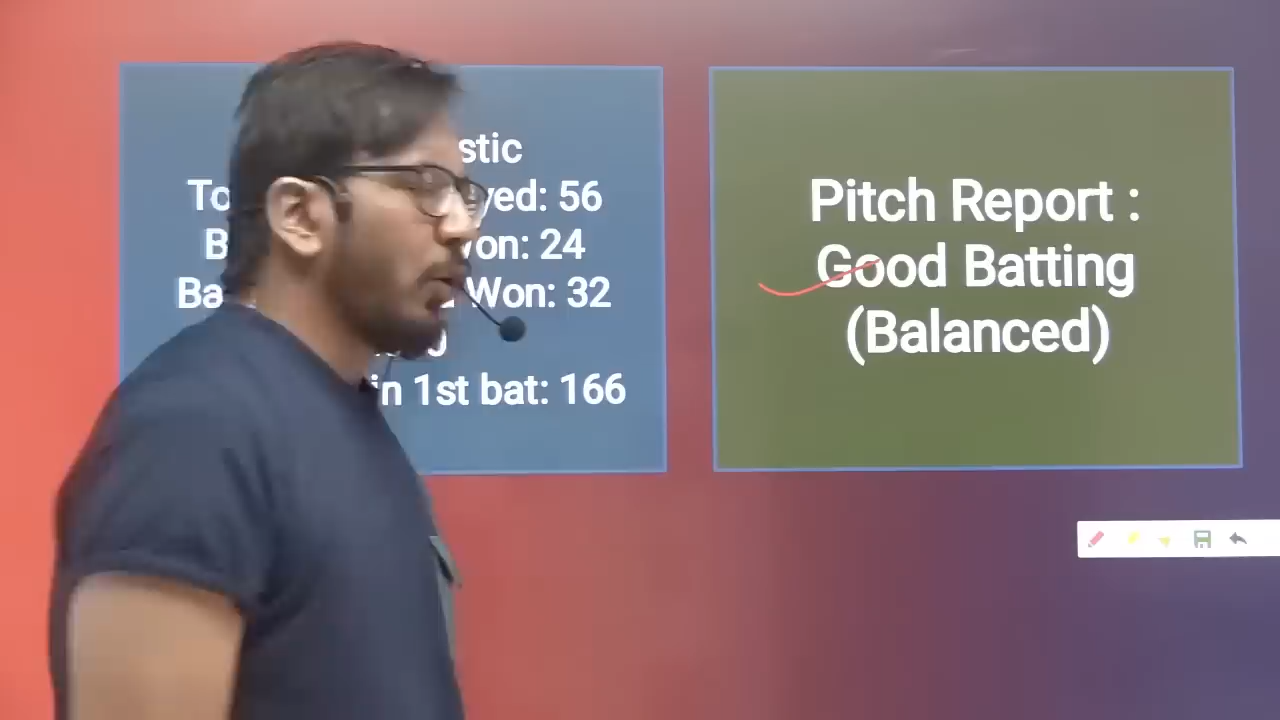 stic
To yed: 56
B on: 24
Ba Won: 32
in 1st bat: 166
Pitch Report :
Good Batting
(Balanced)